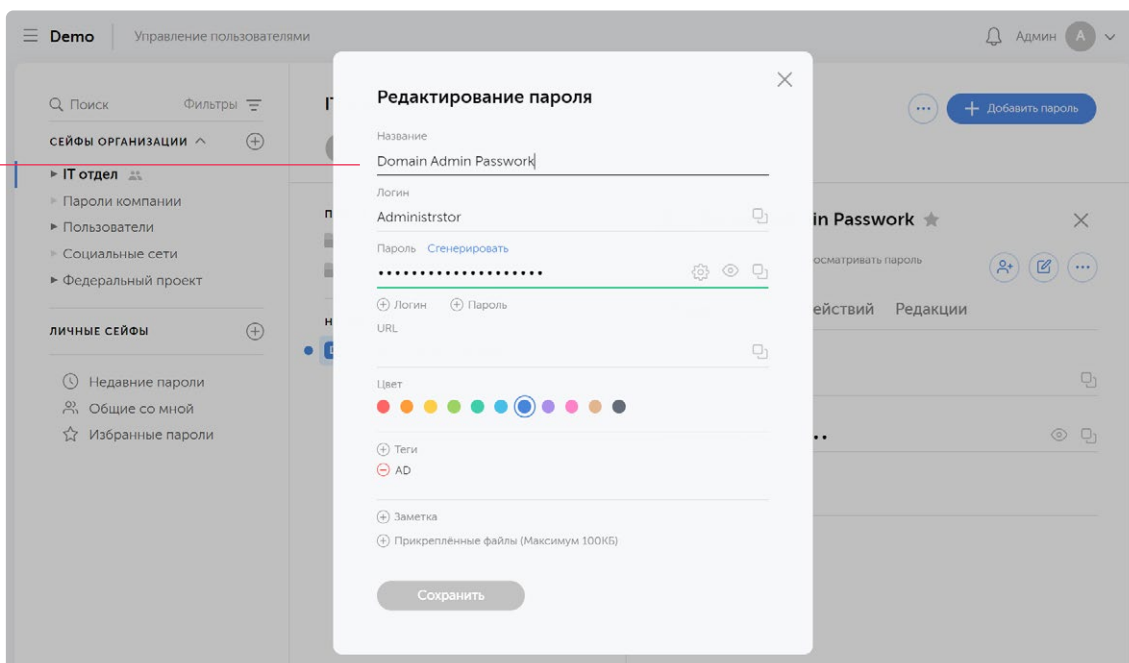 Demo Управление пользователями Админ А
Поиск Фильтры
СЕЙФЫ ОРГАНИЗАЦИИ
IT отдел
Пароли компании
Пользователи
Социальные сети
Федеральный проект
ЛИЧНЫЕ СЕЙФЫ
Недавние пароли
Общие со мной
Избранные пароли
Редактирование пароля
Название
Domain Admin Passwork
Логин
Administrstor
Пароль Сгенерировать
••••••••••••••••••••
Логин Пароль
URL
Цвет
Теги
AD
Заметка
Прикреплённые файлы (Максимум 100КБ)
Сохранить
Добавить пароль
in Passwork
осматривать пароль
ействий Редакции